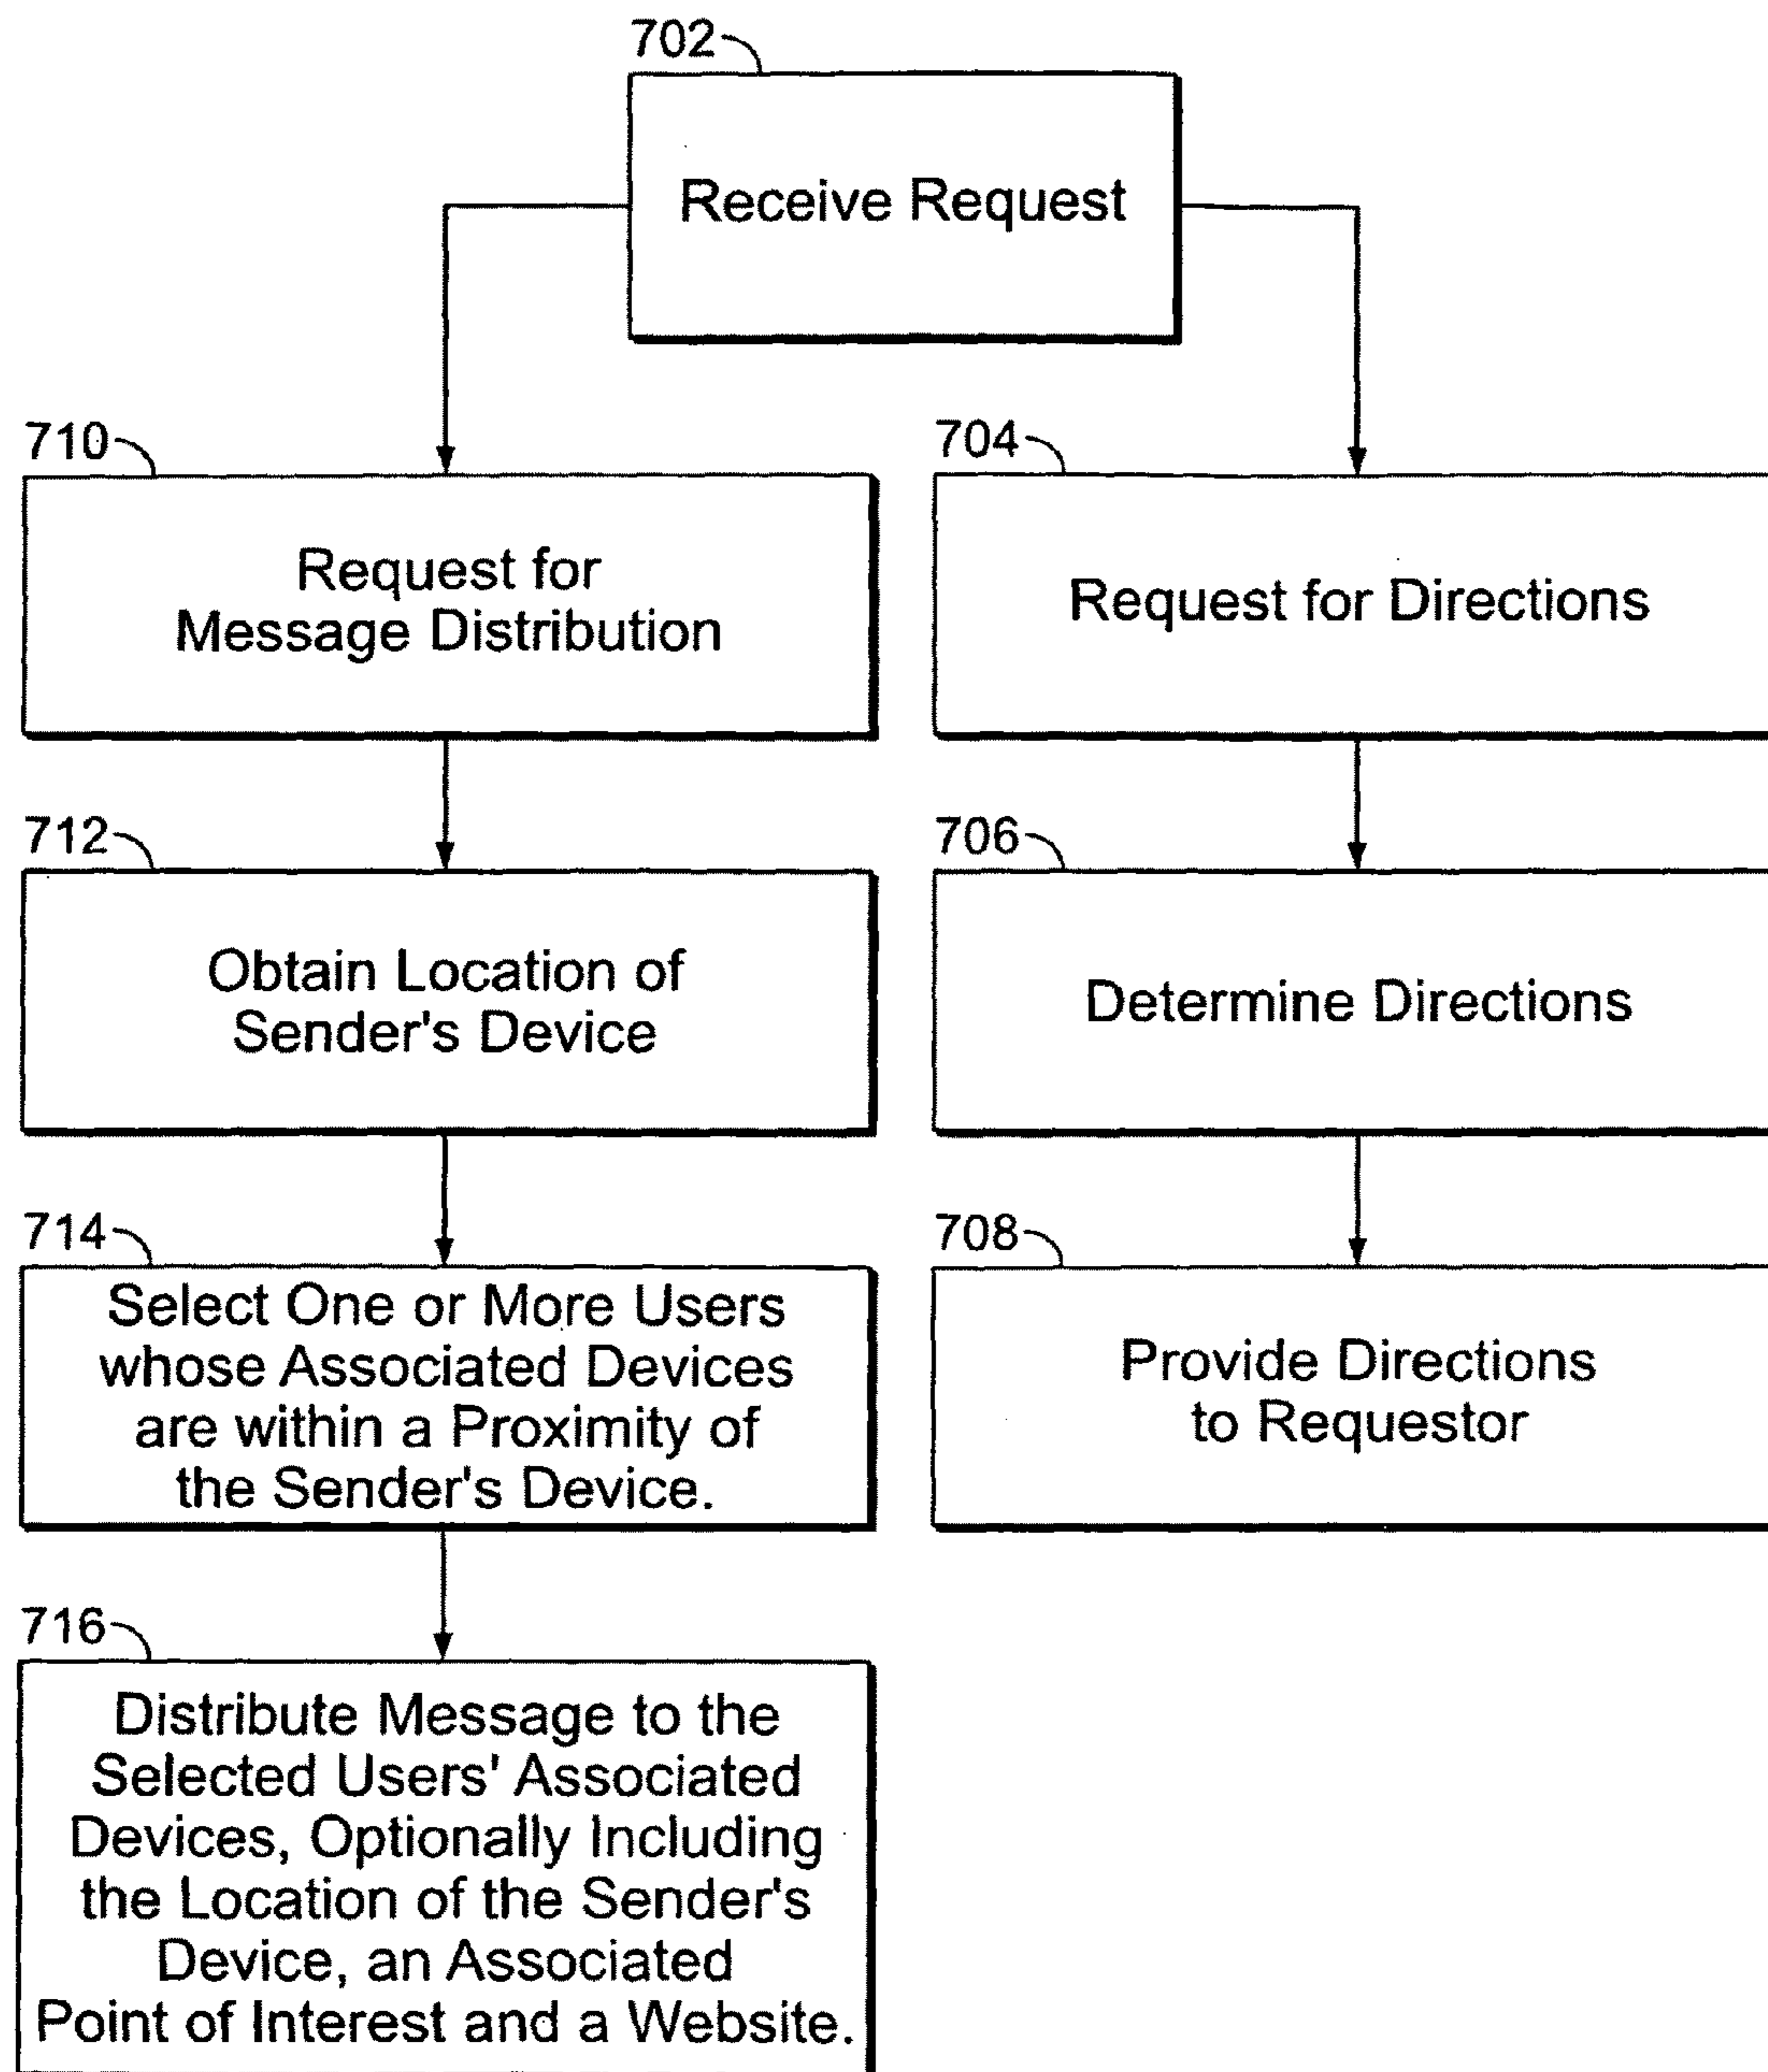 702
Receive Request
710
Request for
Message Distribution
704
Request for Directions
712
Obtain Location of
Sender's Device
706
Determine Directions
714
Select One or More Users
whose Associated Devices
are within a Proximity of
the Sender's Device.
708
Provide Directions
to Requestor
716
Distribute Message to the
Selected Users' Associated
Devices, Optionally Including
the Location of the Sender's
Device, an Associated
Point of Interest and a Website.